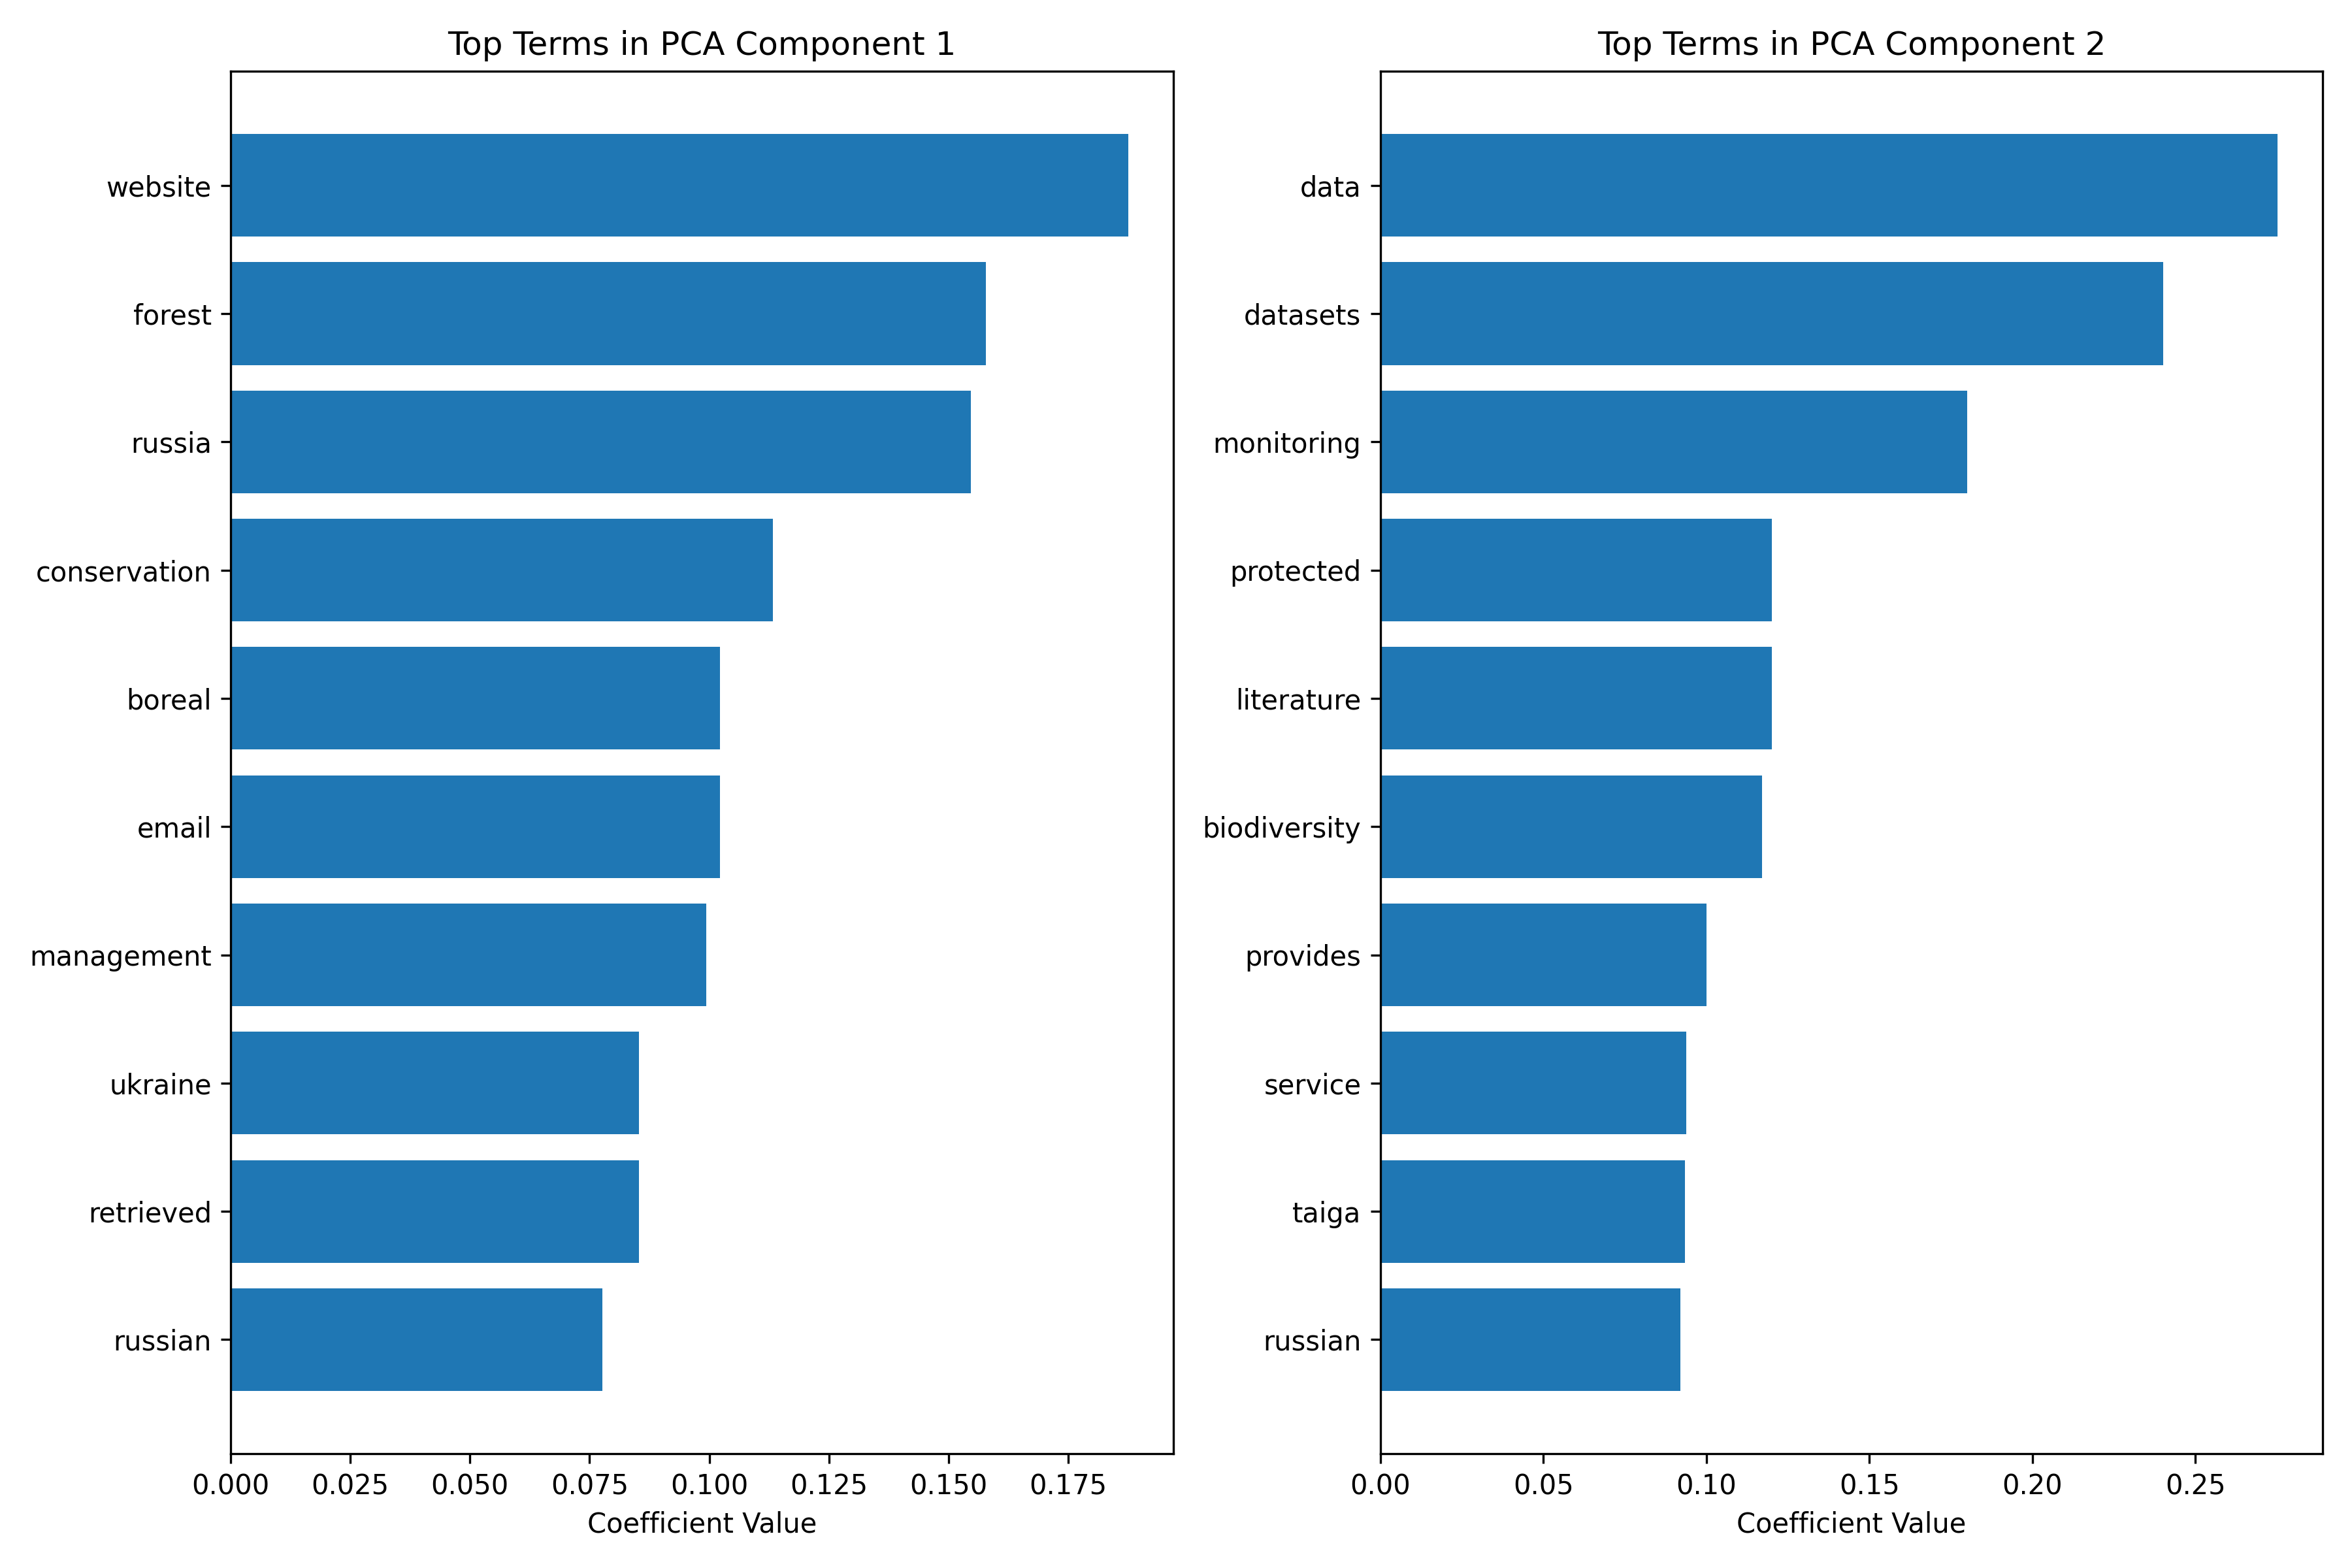 Top Terms in PCA Component 1
website
forest
russia
conservation
boreal
email
management
ukraine
retrieved
russian
0.000 0.025 0.050 0.075 0.100 0.125 0.150 0.175
Coefficient Value
Top Terms in PCA Component 2
data
datasets
monitoring
protected
literature
biodiversity
provides
service
taiga
russian
0.00 0.05 0.10 0.15 0.20 0.25
Coefficient Value